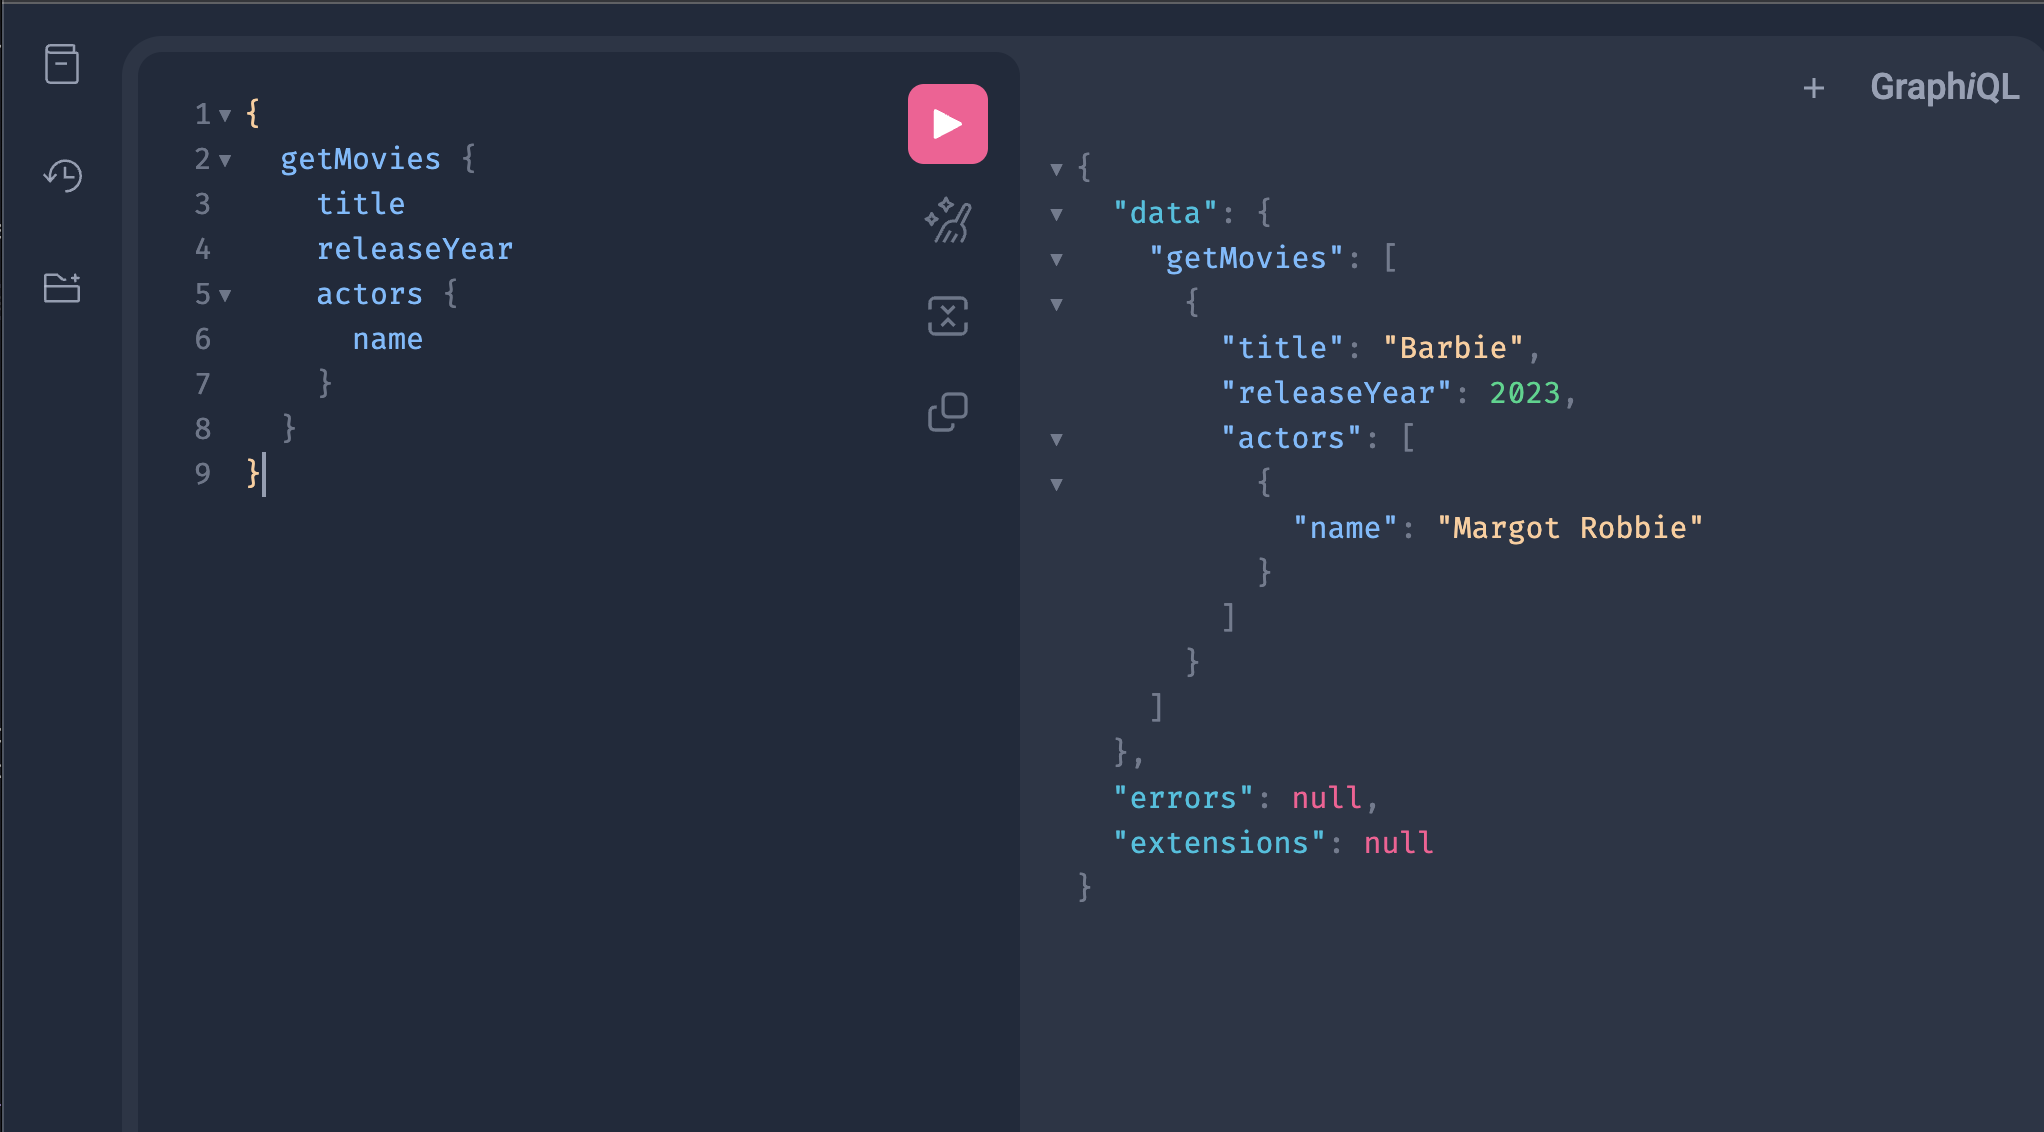 1 {
2   getMovies {
3     title
4     releaseYear
5     actors {
6       name
7     }
8   }
9 }
+ GraphiQL
{
  "data": {
    "getMovies": [
      {
        "title": "Barbie",
        "releaseYear": 2023,
        "actors": [
          {
            "name": "Margot Robbie"
          }
        ]
      }
    ]
  },
  "errors": null,
  "extensions": null
}